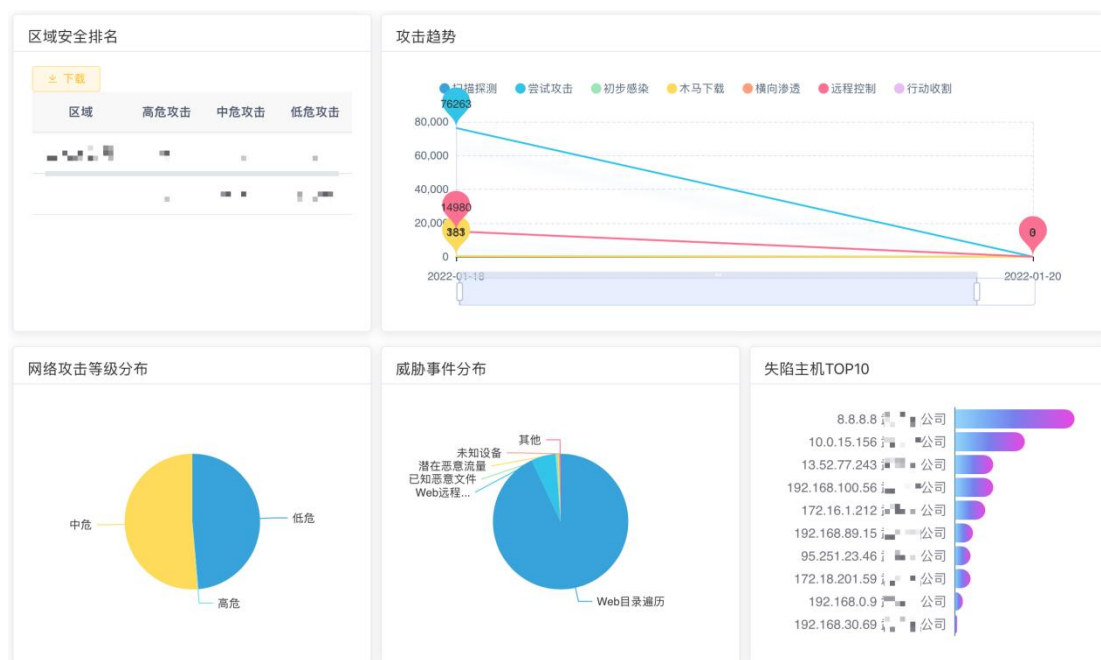 区域安全排名
下载
区域 高危攻击 中危攻击 低危攻击
攻击趋势
扫描探测 尝试攻击 初步感染 木马下载 横向渗透 远程控制 行动收割
76263
80,000
60,000
40,000
14980
20,000
0
2022-01-18 2022-01-20
网络攻击等级分布
中危
低危
高危
威胁事件分布
其他
未知设备
潜在恶意流量
已知恶意文件
Web远程...
Web目录遍历
失陷主机TOP10
8.8.8.8 公司
10.0.15.156 公司
13.52.77.243 公司
192.168.100.56 公司
172.16.1.212 公司
192.168.89.15 公司
95.251.23.46 公司
172.18.201.59 公司
192.168.0.9 公司
192.168.30.69 公司